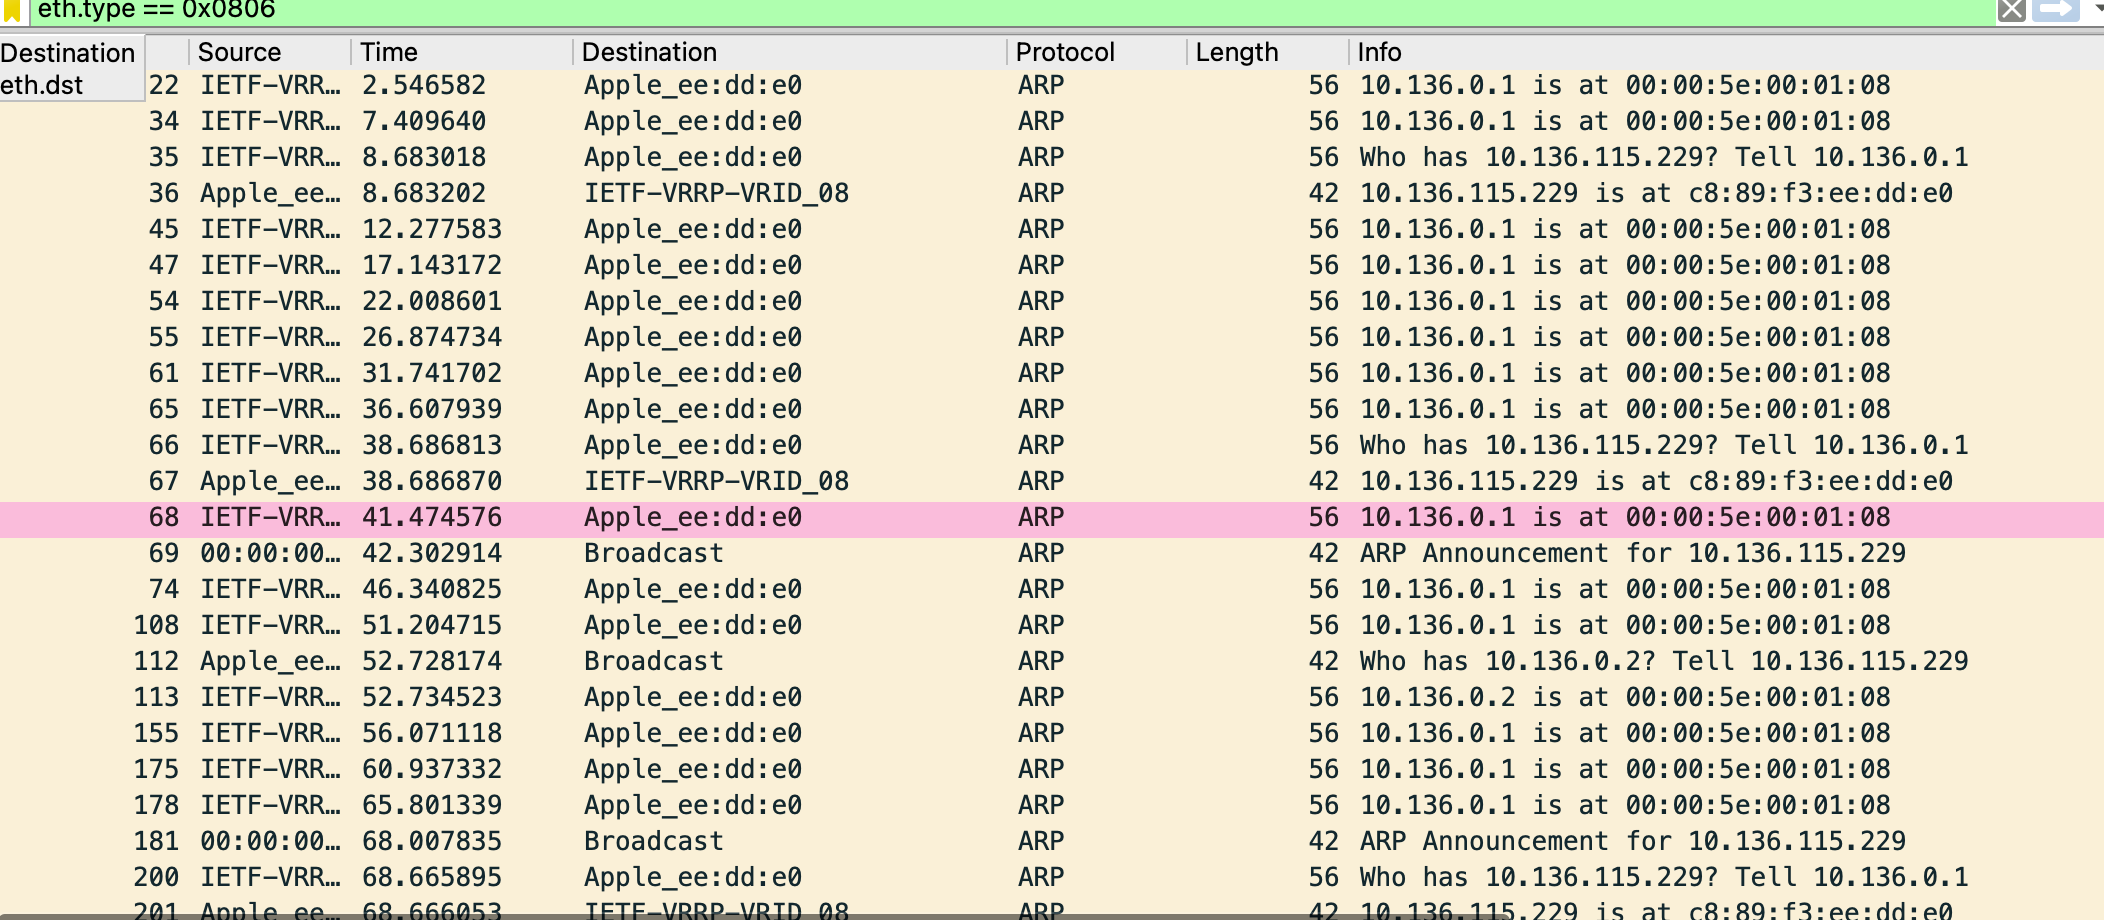 eth.type == 0x0806
Destination Source Time Destination Protocol Length Info
eth.dst
22 IETF-VRR… 2.546582 Apple_ee:dd:e0 ARP 56 10.136.0.1 is at 00:00:5e:00:01:08
34 IETF-VRR… 7.409640 Apple_ee:dd:e0 ARP 56 10.136.0.1 is at 00:00:5e:00:01:08
35 IETF-VRR… 8.683018 Apple_ee:dd:e0 ARP 56 Who has 10.136.115.229? Tell 10.136.0.1
36 Apple_ee… 8.683202 IETF-VRRP-VRID_08 ARP 42 10.136.115.229 is at c8:89:f3:ee:dd:e0
45 IETF-VRR… 12.277583 Apple_ee:dd:e0 ARP 56 10.136.0.1 is at 00:00:5e:00:01:08
47 IETF-VRR… 17.143172 Apple_ee:dd:e0 ARP 56 10.136.0.1 is at 00:00:5e:00:01:08
54 IETF-VRR… 22.008601 Apple_ee:dd:e0 ARP 56 10.136.0.1 is at 00:00:5e:00:01:08
55 IETF-VRR… 26.874734 Apple_ee:dd:e0 ARP 56 10.136.0.1 is at 00:00:5e:00:01:08
61 IETF-VRR… 31.741702 Apple_ee:dd:e0 ARP 56 10.136.0.1 is at 00:00:5e:00:01:08
65 IETF-VRR… 36.607939 Apple_ee:dd:e0 ARP 56 10.136.0.1 is at 00:00:5e:00:01:08
66 IETF-VRR… 38.686813 Apple_ee:dd:e0 ARP 56 Who has 10.136.115.229? Tell 10.136.0.1
67 Apple_ee… 38.686870 IETF-VRRP-VRID_08 ARP 42 10.136.115.229 is at c8:89:f3:ee:dd:e0
68 IETF-VRR… 41.474576 Apple_ee:dd:e0 ARP 56 10.136.0.1 is at 00:00:5e:00:01:08
69 00:00:00… 42.302914 Broadcast ARP 42 ARP Announcement for 10.136.115.229
74 IETF-VRR… 46.340825 Apple_ee:dd:e0 ARP 56 10.136.0.1 is at 00:00:5e:00:01:08
108 IETF-VRR… 51.204715 Apple_ee:dd:e0 ARP 56 10.136.0.1 is at 00:00:5e:00:01:08
112 Apple_ee… 52.728174 Broadcast ARP 42 Who has 10.136.0.2? Tell 10.136.115.229
113 IETF-VRR… 52.734523 Apple_ee:dd:e0 ARP 56 10.136.0.2 is at 00:00:5e:00:01:08
155 IETF-VRR… 56.071118 Apple_ee:dd:e0 ARP 56 10.136.0.1 is at 00:00:5e:00:01:08
175 IETF-VRR… 60.937332 Apple_ee:dd:e0 ARP 56 10.136.0.1 is at 00:00:5e:00:01:08
178 IETF-VRR… 65.801339 Apple_ee:dd:e0 ARP 56 10.136.0.1 is at 00:00:5e:00:01:08
181 00:00:00… 68.007835 Broadcast ARP 42 ARP Announcement for 10.136.115.229
200 IETF-VRR… 68.665895 Apple_ee:dd:e0 ARP 56 Who has 10.136.115.229? Tell 10.136.0.1
201 Apple_ee… 68.666053 IETF-VRRP-VRID_08 ARP 42 10.136.115.229 is at c8:89:f3:ee:dd:e0